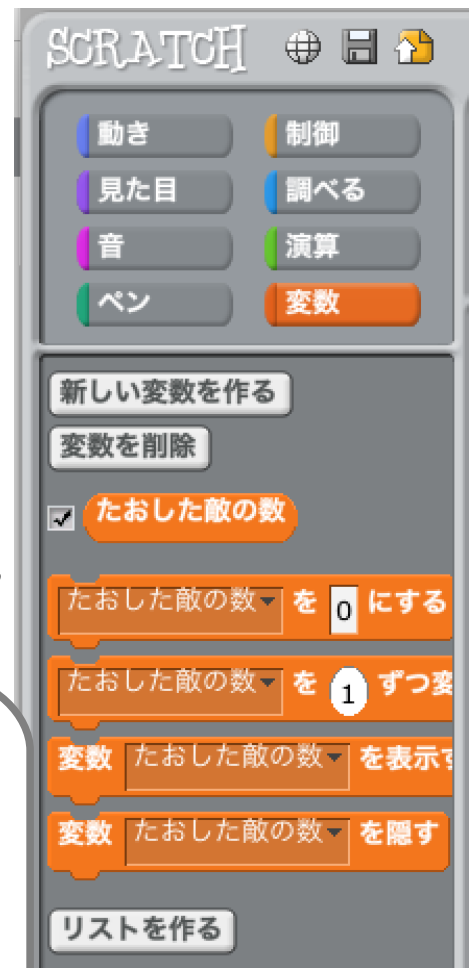 SCRATCH
動き 制御
見た目 調べる
音 演算
ペン 変数
新しい変数を作る
変数を削除
たおした敵の数
たおした敵の数 を 0 にする
たおした敵の数 を 1 ずつ変
変数 たおした敵の数 を表示す
変数 たおした敵の数 を隠す
リストを作る